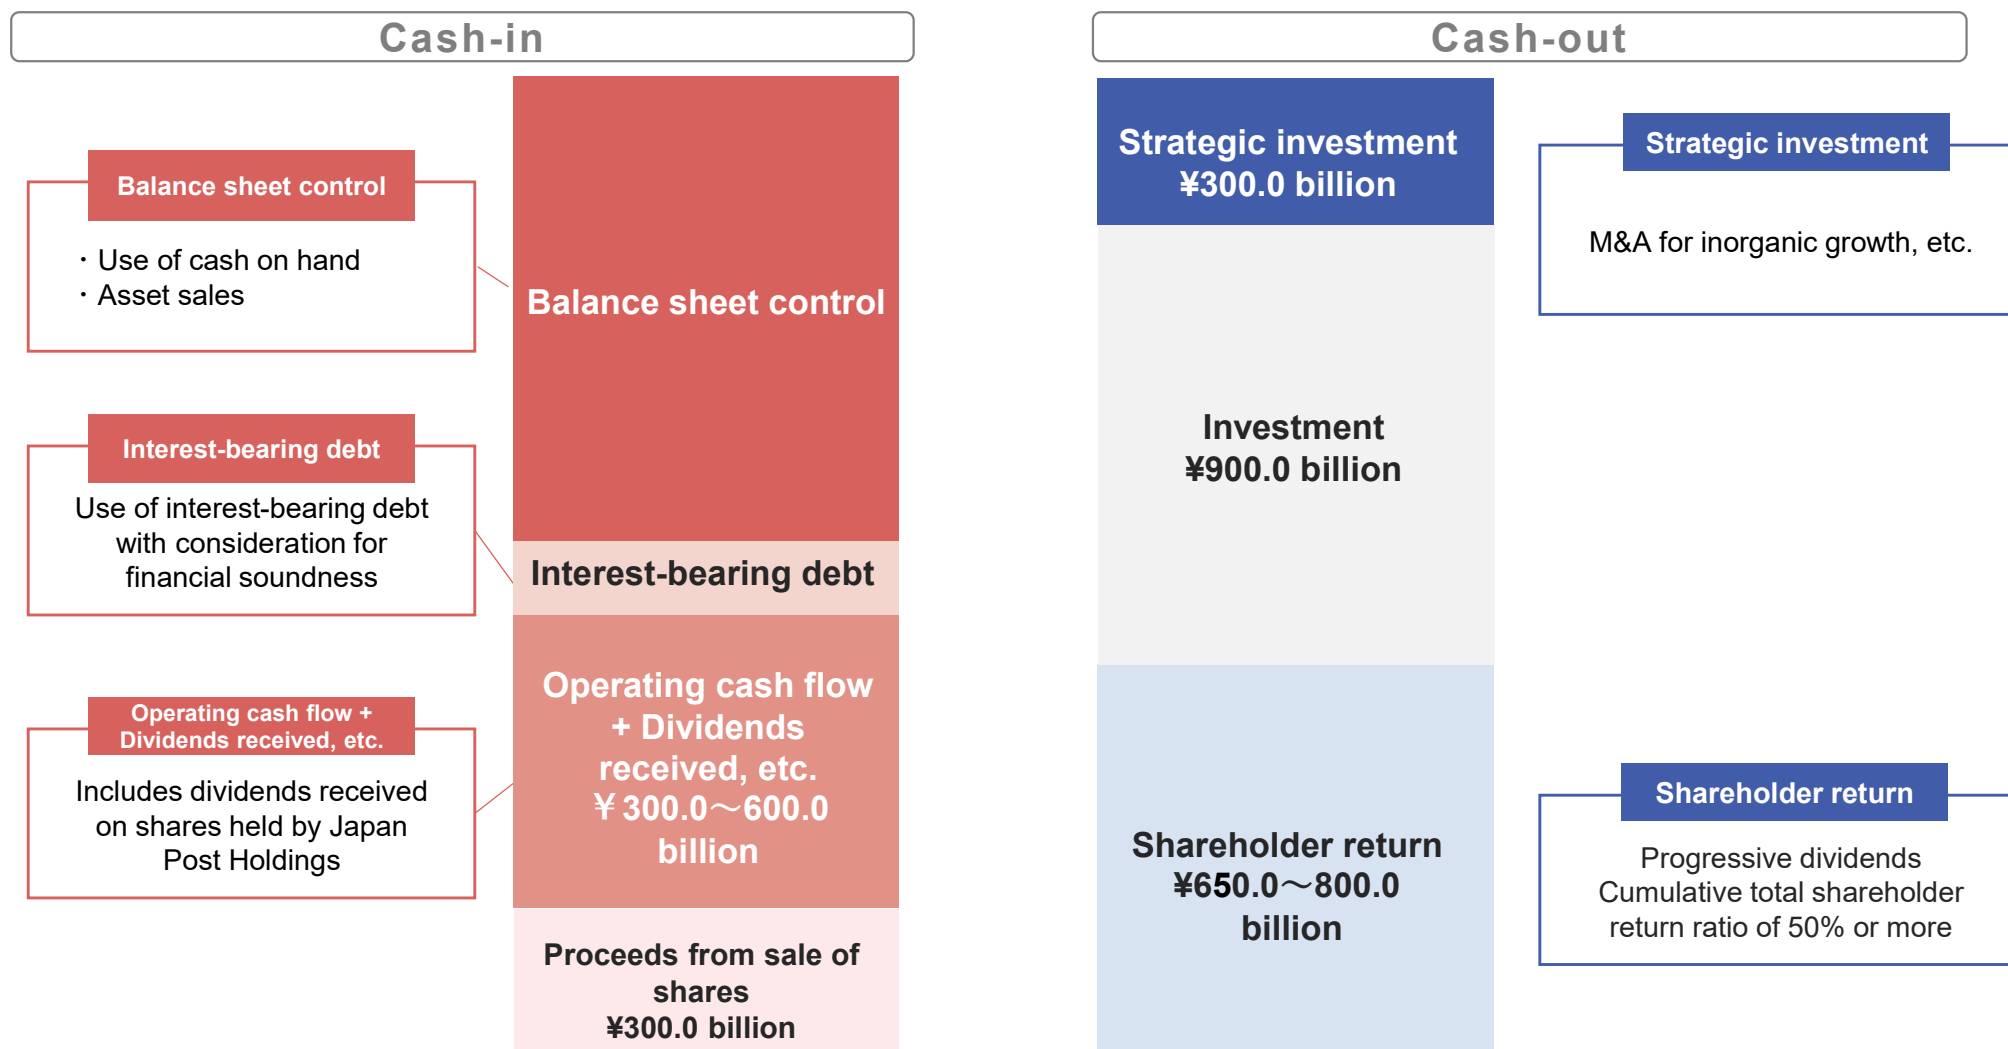 Cash-in
Balance sheet control
・Use of cash on hand
・Asset sales
Interest-bearing debt
Use of interest-bearing debt
with consideration for
financial soundness
Operating cash flow +
Dividends received, etc.
Includes dividends received
on shares held by Japan
Post Holdings
Balance sheet control
Interest-bearing debt
Operating cash flow
+ Dividends
received, etc.
￥300.0～600.0
billion
Proceeds from sale of
shares
¥300.0 billion
Cash-out
Strategic investment
¥300.0 billion
Investment
¥900.0 billion
Shareholder return
¥650.0～800.0
billion
Strategic investment
M&A for inorganic growth, etc.
Shareholder return
Progressive dividends
Cumulative total shareholder
return ratio of 50% or more